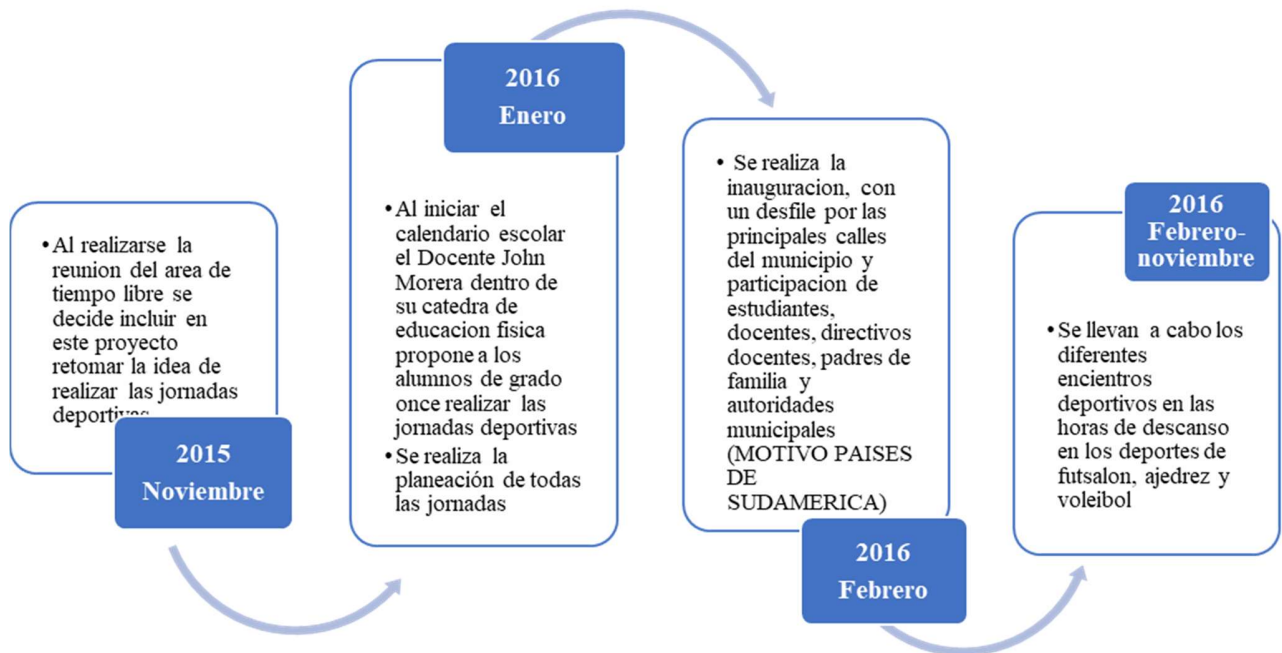 • Al realizarse la
reunion del area de
tiempo libre se
decide incluir en
este proyecto
retomar la idea de
realizar las jornadas
deportivas
2015
Noviembre
2016
Enero
• Al iniciar el
calendario escolar
el Docente John
Morera dentro de
su catedra de
educacion fisica
propone a los
alumnos de grado
once realizar las
jornadas deportivas
• Se realiza la
planeación de todas
las jornadas
• Se realiza la
inauguracion, con
un desfile por las
principales calles
del municipio y
participacion de
estudiantes,
docentes, directivos
docentes, padres de
familia y
autoridades
municipales
(MOTIVO PAISES
DE
SUDAMERICA)
2016
Febrero
2016
Febrero-
noviembre
• Se llevan a cabo los
diferentes
encientros
deportivos en las
horas de descanso
en los deportes de
futsalon, ajedrez y
voleibol